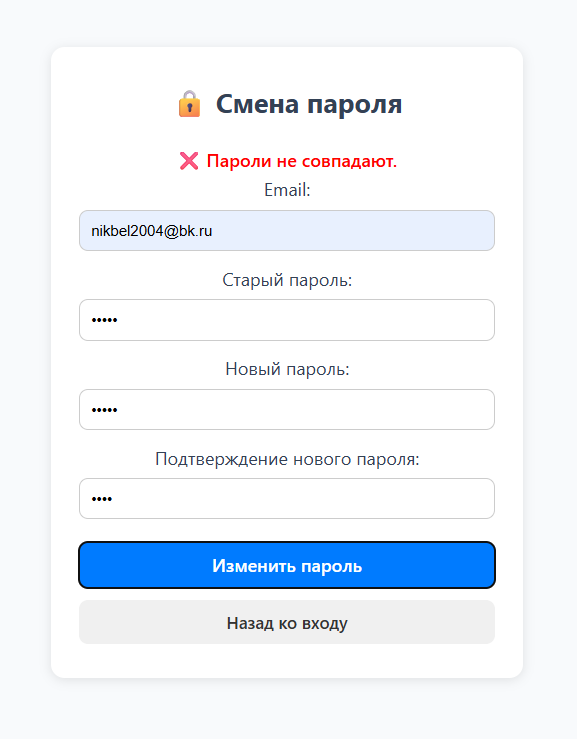 🔒 Смена пароля
❌ Пароли не совпадают.
Email:
nikbel2004@bk.ru
Старый пароль:
•••••
Новый пароль:
•••••
Подтверждение нового пароля:
••••
Изменить пароль
Назад ко входу